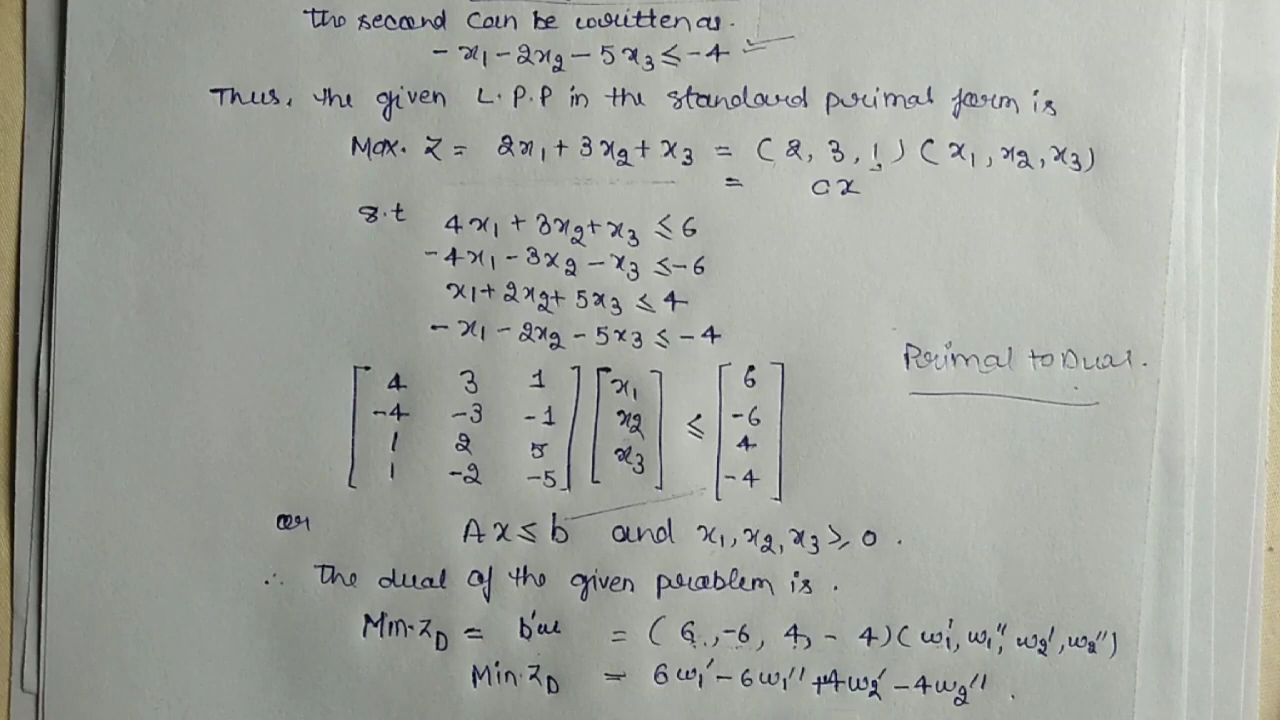 the second can be written as.
- x₁ - 2x₂ - 5x₃ ≤ -4
Thus, the given L.P.P in the standard primal form is
Max. Z = 2x₁ + 3x₂ + x₃ = (2, 3, 1) (x₁, x₂, x₃)
= cx
s.t 4x₁ + 3x₂ + x₃ ≤ 6
-4x₁ - 3x₂ - x₃ ≤ -6
x₁ + 2x₂ + 5x₃ ≤ 4
- x₁ - 2x₂ - 5x₃ ≤ -4
Primal to Dual.
4 3 1 x₁ 6
-4 -3 -1 x₂ ≤ -6
1 2 5 x₃ 4
1 -2 -5 -4
or Ax ≤ b and x₁, x₂, x₃ ≥ 0.
∴ The dual of the given problem is.
Min. Z_D = b'w = (6, -6, 4, -4) (w₁', w₁'', w₂', w₂'')
Min. Z_D = 6w₁' - 6w₁'' + 4w₂' - 4w₂''.